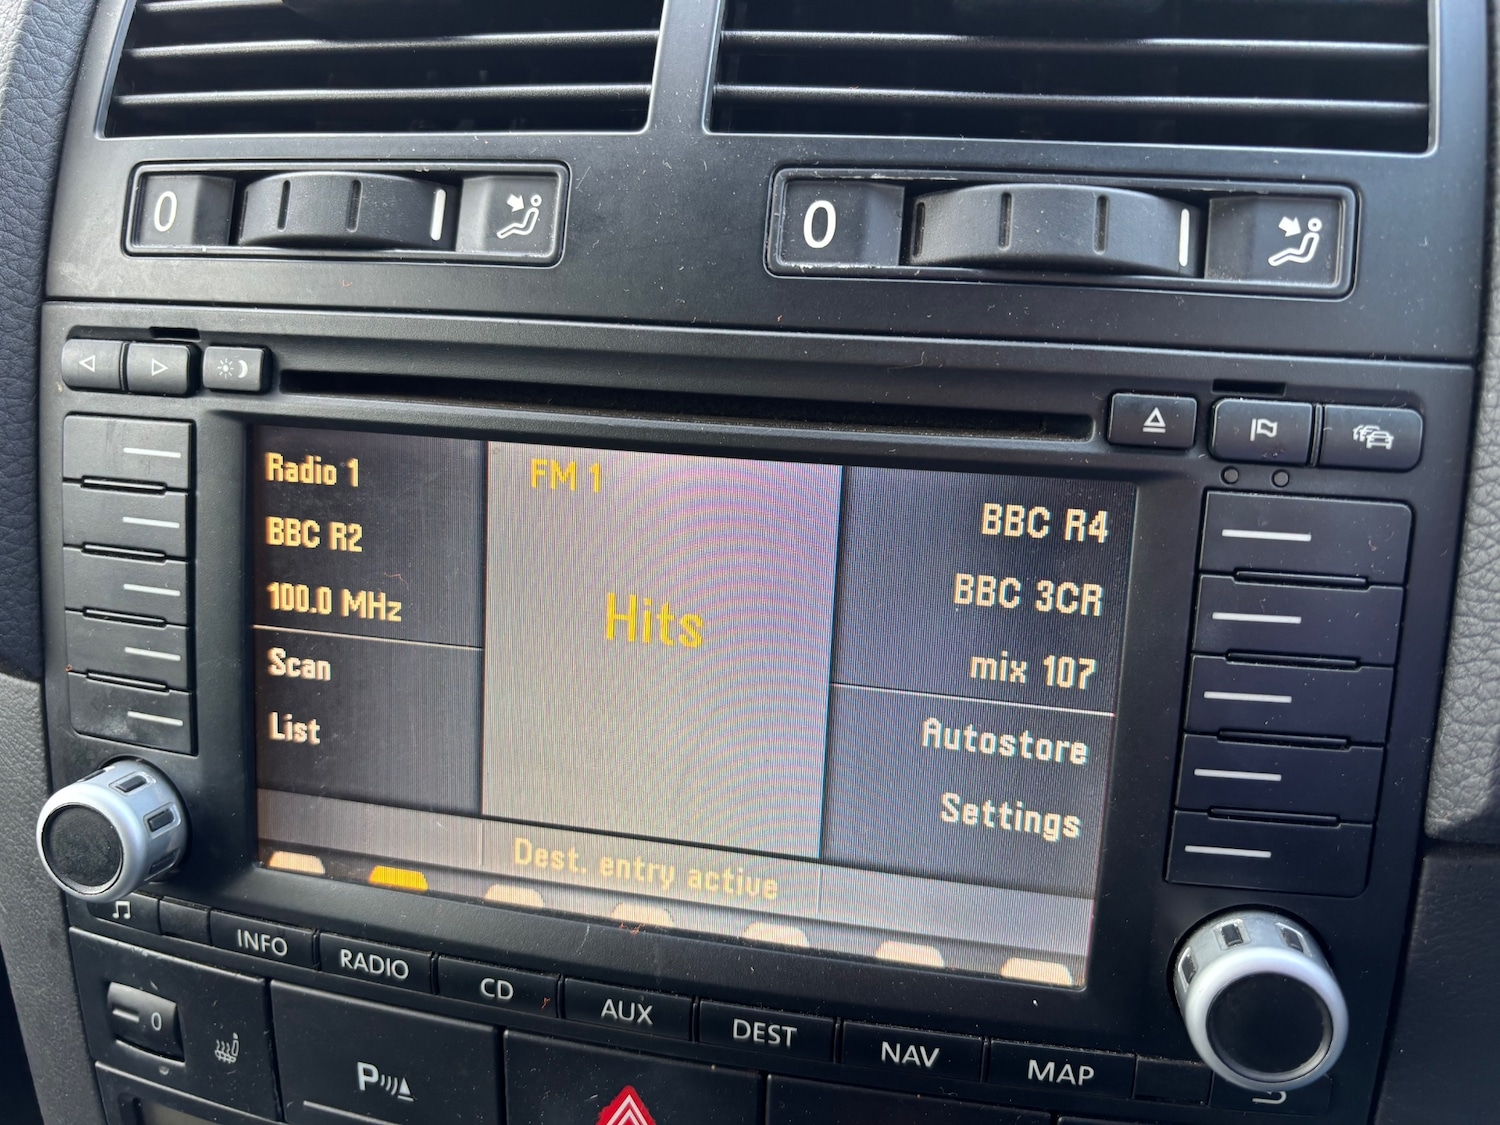 0
0
Radio 1
BBC R2
100.0 MHz
Scan
List
FM 1
Hits
BBC R4
BBC 3CR
mix 107
Autostore
Settings
Dest. entry active
INFO
RADIO
CD
AUX
DEST
NAV
MAP
0
P